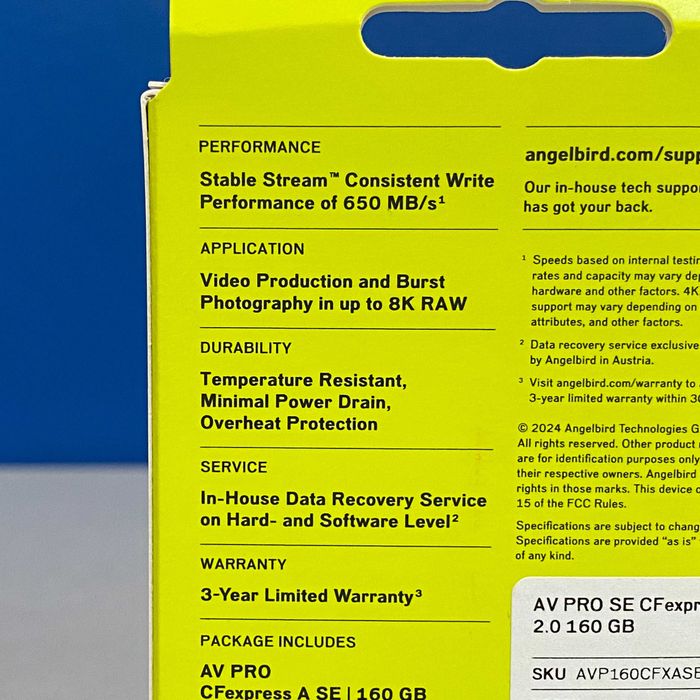 PERFORMANCE
Stable Stream™ Consistent Write
Performance of 650 MB/s¹
APPLICATION
Video Production and Burst
Photography in up to 8K RAW
DURABILITY
Temperature Resistant,
Minimal Power Drain,
Overheat Protection
SERVICE
In-House Data Recovery Service
on Hard- and Software Level²
WARRANTY
3-Year Limited Warranty³
PACKAGE INCLUDES
AV PRO
CFexpress A SE | 160 GB
angelbird.com/supp
Our in-house tech suppo
has got your back.
¹ Speeds based on internal testin
rates and capacity may vary dep
hardware and other factors. 4K
support may vary depending on
attributes, and other factors.
² Data recovery service exclusive
by Angelbird in Austria.
³ Visit angelbird.com/warranty to
3-year limited warranty within 30
© 2024 Angelbird Technologies G
All rights reserved. Other product
are for identification purposes only
their respective owners. Angelbird
rights in those marks. This device c
15 of the FCC Rules.
Specifications are subject to chang
Specifications are provided “as is”
of any kind.
AV PRO SE CFexpr
2.0 160 GB
SKU AVP160CFXASE